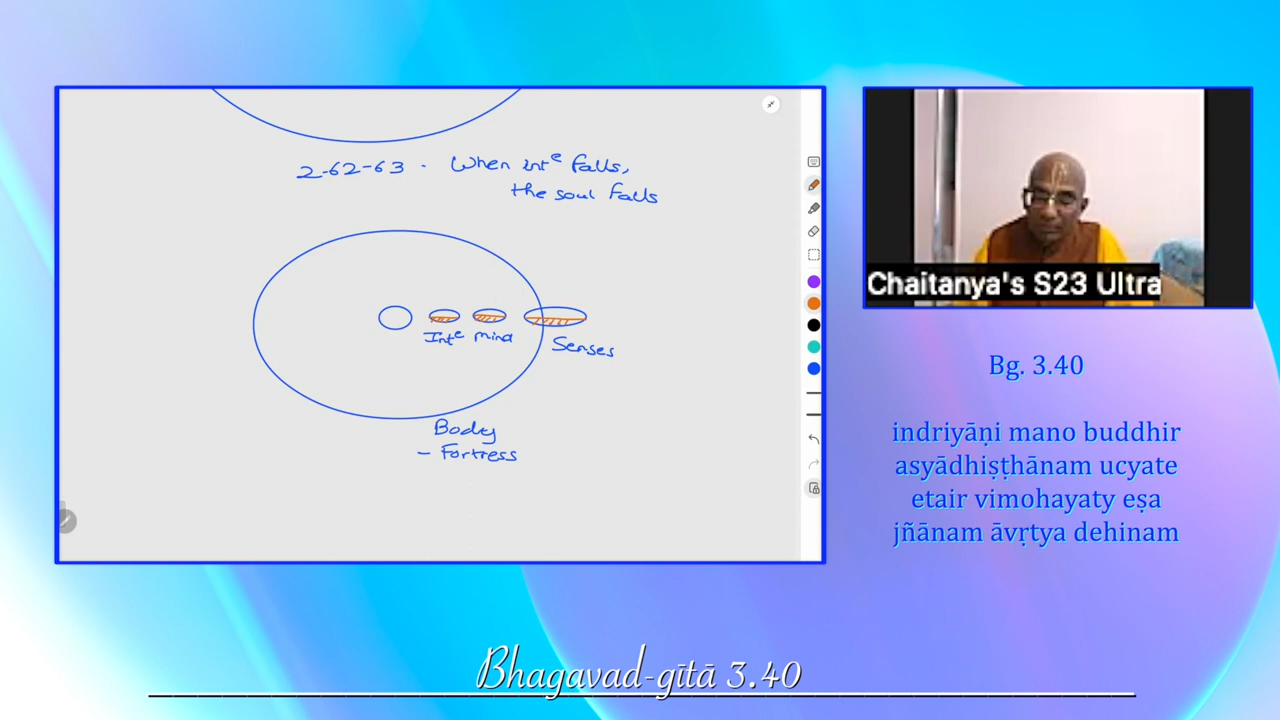 2-62-63 - When intᵉ falls,
the soul falls
Intᵉ mind
Senses
Body
- Fortress
Chaitanya's S23 Ultra
Bg. 3.40
indriyāṇi mano buddhir
asyādhiṣṭhānam ucyate
etair vimohayaty eṣa
jñānam āvṛtya dehinam
Bhagavad-gītā 3.40